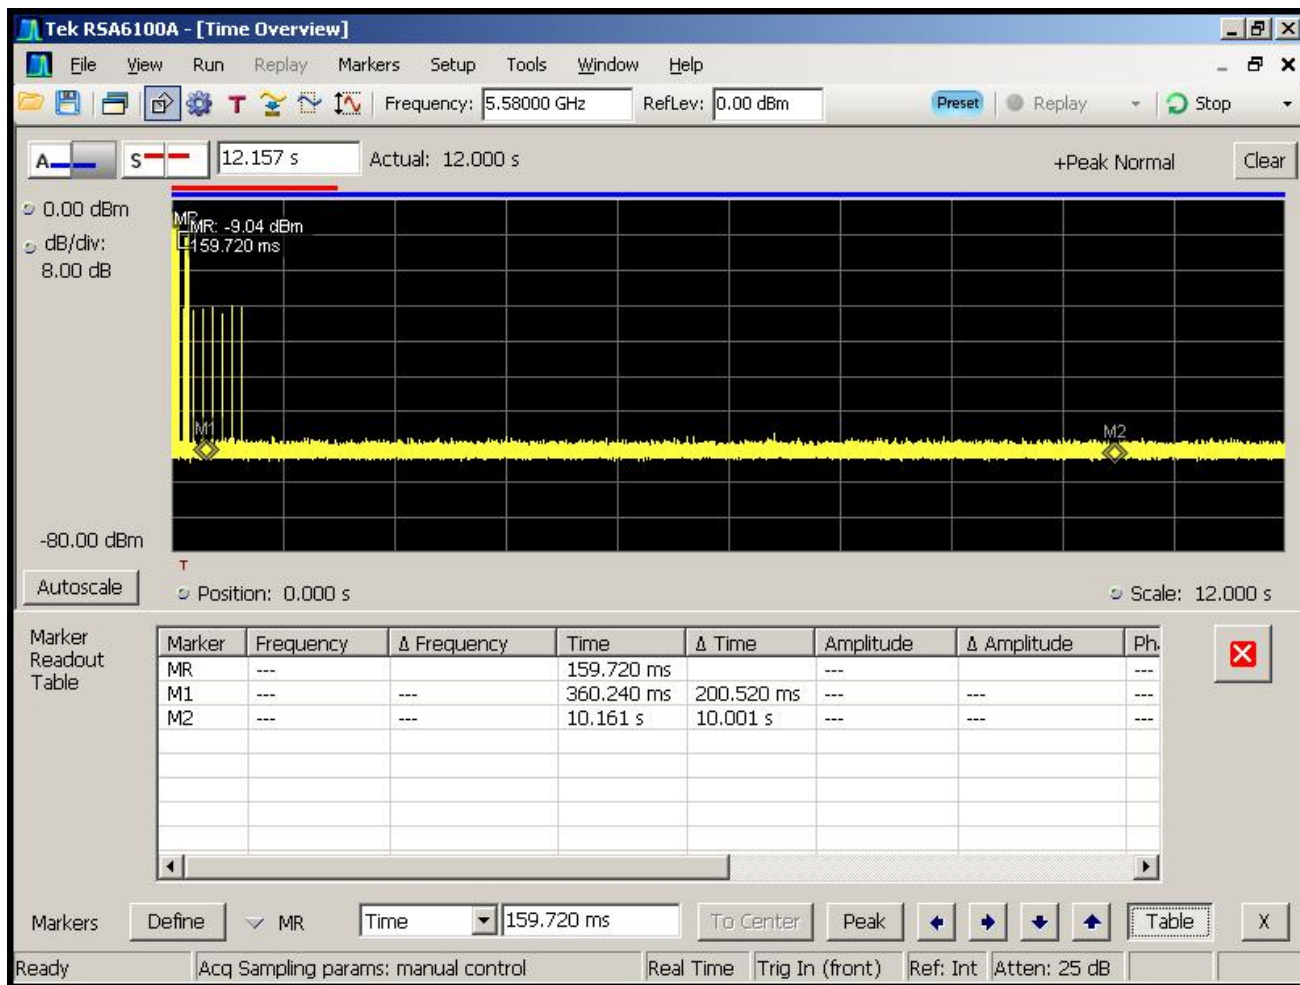 Tek RSA6100A - [Time Overview]
File View Run Replay Markers Setup Tools Window Help
T Frequency: 5.58000 GHz RefLev: 0.00 dBm Preset Replay Stop
A S 12.157 s Actual: 12.000 s +Peak Normal Clear
0.00 dBm
dB/div:
8.00 dB
MR: -9.04 dBm
159.720 ms
M1 M2
-80.00 dBm
T
Autoscale Position: 0.000 s Scale: 12.000 s
Marker
Readout
Table
Marker Frequency Δ Frequency Time Δ Time Amplitude Δ Amplitude Ph
MR --- 159.720 ms --- ---
M1 --- --- 360.240 ms 200.520 ms --- --- ---
M2 --- --- 10.161 s 10.001 s --- --- ---
Markers Define MR Time 159.720 ms To Center Peak Table X
Ready Acq Sampling params: manual control Real Time Trig In (front) Ref: Int Atten: 25 dB